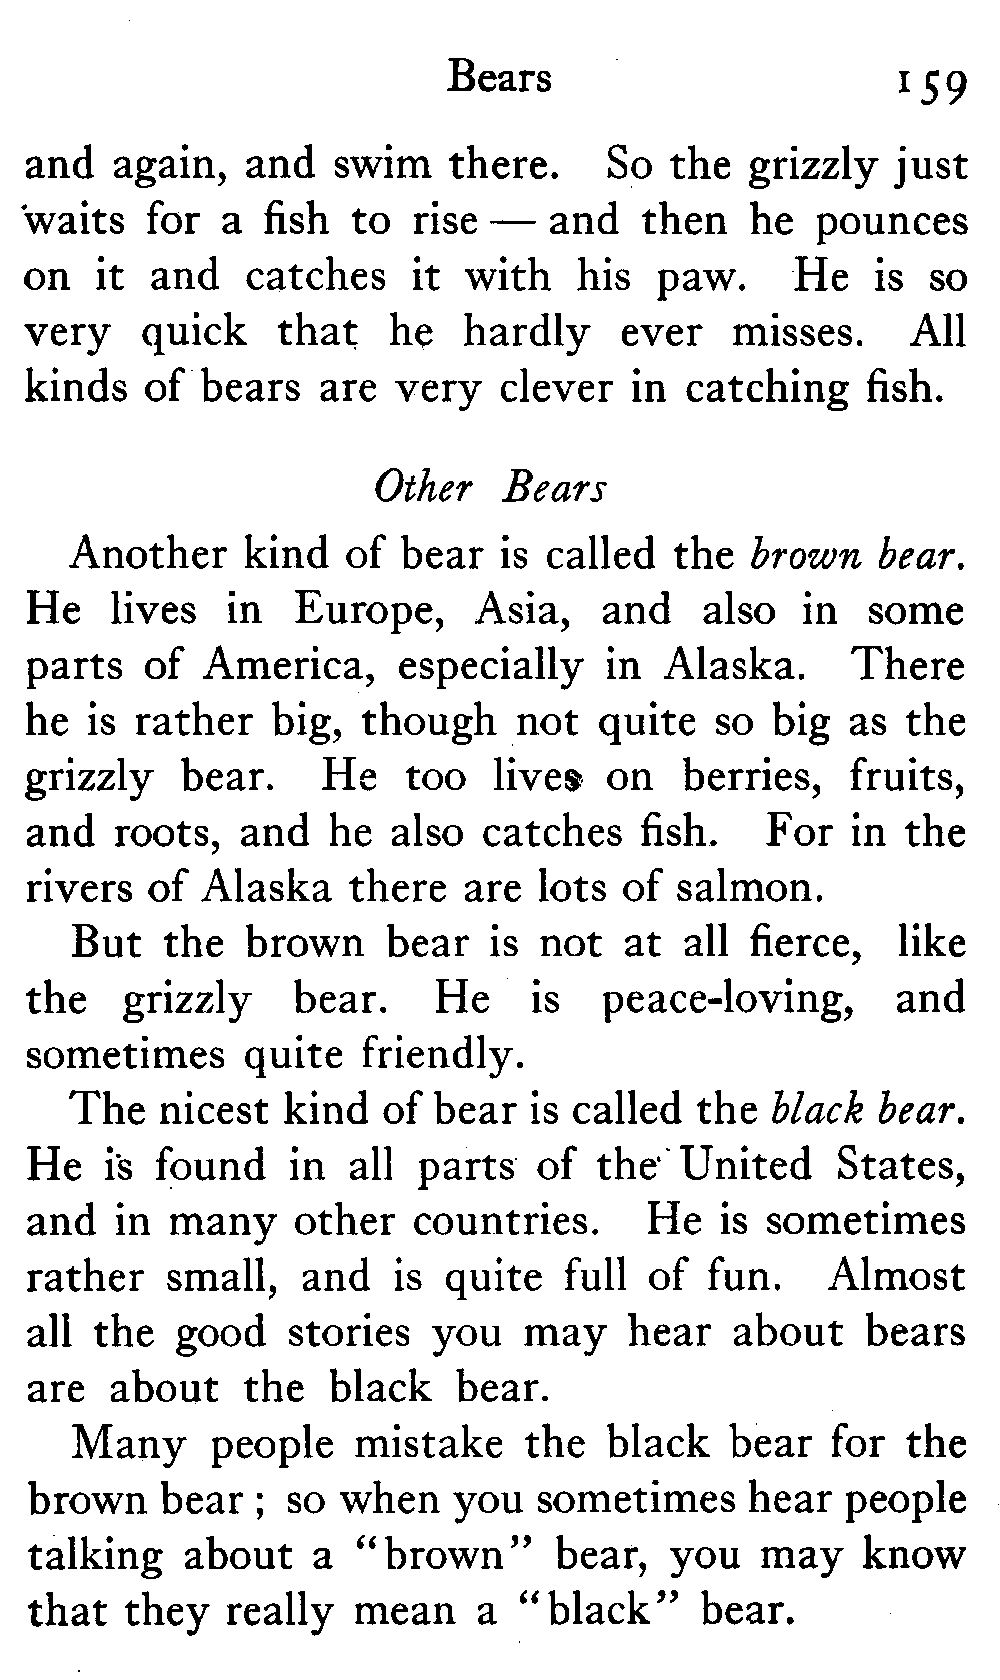 Bears 159
and again, and swim there. So the grizzly just
waits for a fish to rise — and then he pounces
on it and catches it with his paw. He is so
very quick that he hardly ever misses. All
kinds of bears are very clever in catching fish.
Other Bears
Another kind of bear is called the brown bear.
He lives in Europe, Asia, and also in some
parts of America, especially in Alaska. There
he is rather big, though not quite so big as the
grizzly bear. He too lives on berries, fruits,
and roots, and he also catches fish. For in the
rivers of Alaska there are lots of salmon.
But the brown bear is not at all fierce, like
the grizzly bear. He is peace-loving, and
sometimes quite friendly.
The nicest kind of bear is called the black bear.
He is found in all parts of the United States,
and in many other countries. He is sometimes
rather small, and is quite full of fun. Almost
all the good stories you may hear about bears
are about the black bear.
Many people mistake the black bear for the
brown bear; so when you sometimes hear people
talking about a "brown" bear, you may know
that they really mean a "black" bear.